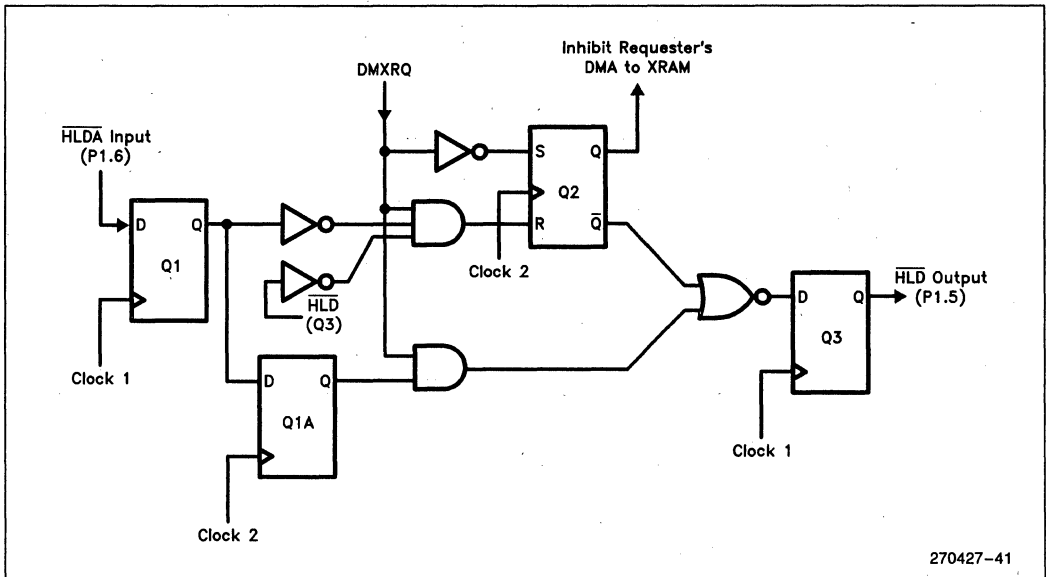 Inhibit Requester's
DMA to XRAM
DMXRQ
HLDA Input
(P1.6)
S Q
Q2
R Q
Clock 2
D Q
Q1
HLD
(Q3)
Clock 1
D Q
Q1A
Clock 2
D Q
Q3
HLD Output
(P1.5)
Clock 1
270427-41